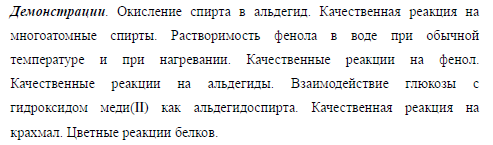 Демонстрации. Окисление спирта в альдегид. Качественная реакция на
многоатомные спирты. Растворимость фенола в воде при обычной
температуре и при нагревании. Качественные реакции на фенол.
Качественные реакции на альдегиды. Взаимодействие глюкозы с
гидроксидом меди(II) как альдегидоспирта. Качественная реакция на
крахмал. Цветные реакции белков.